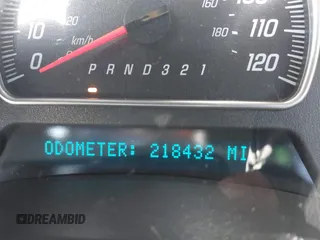 10 20 160 100
km/h 180 110
0 PRND321 120
ODOMETER: 218432 MI
DREAMBID